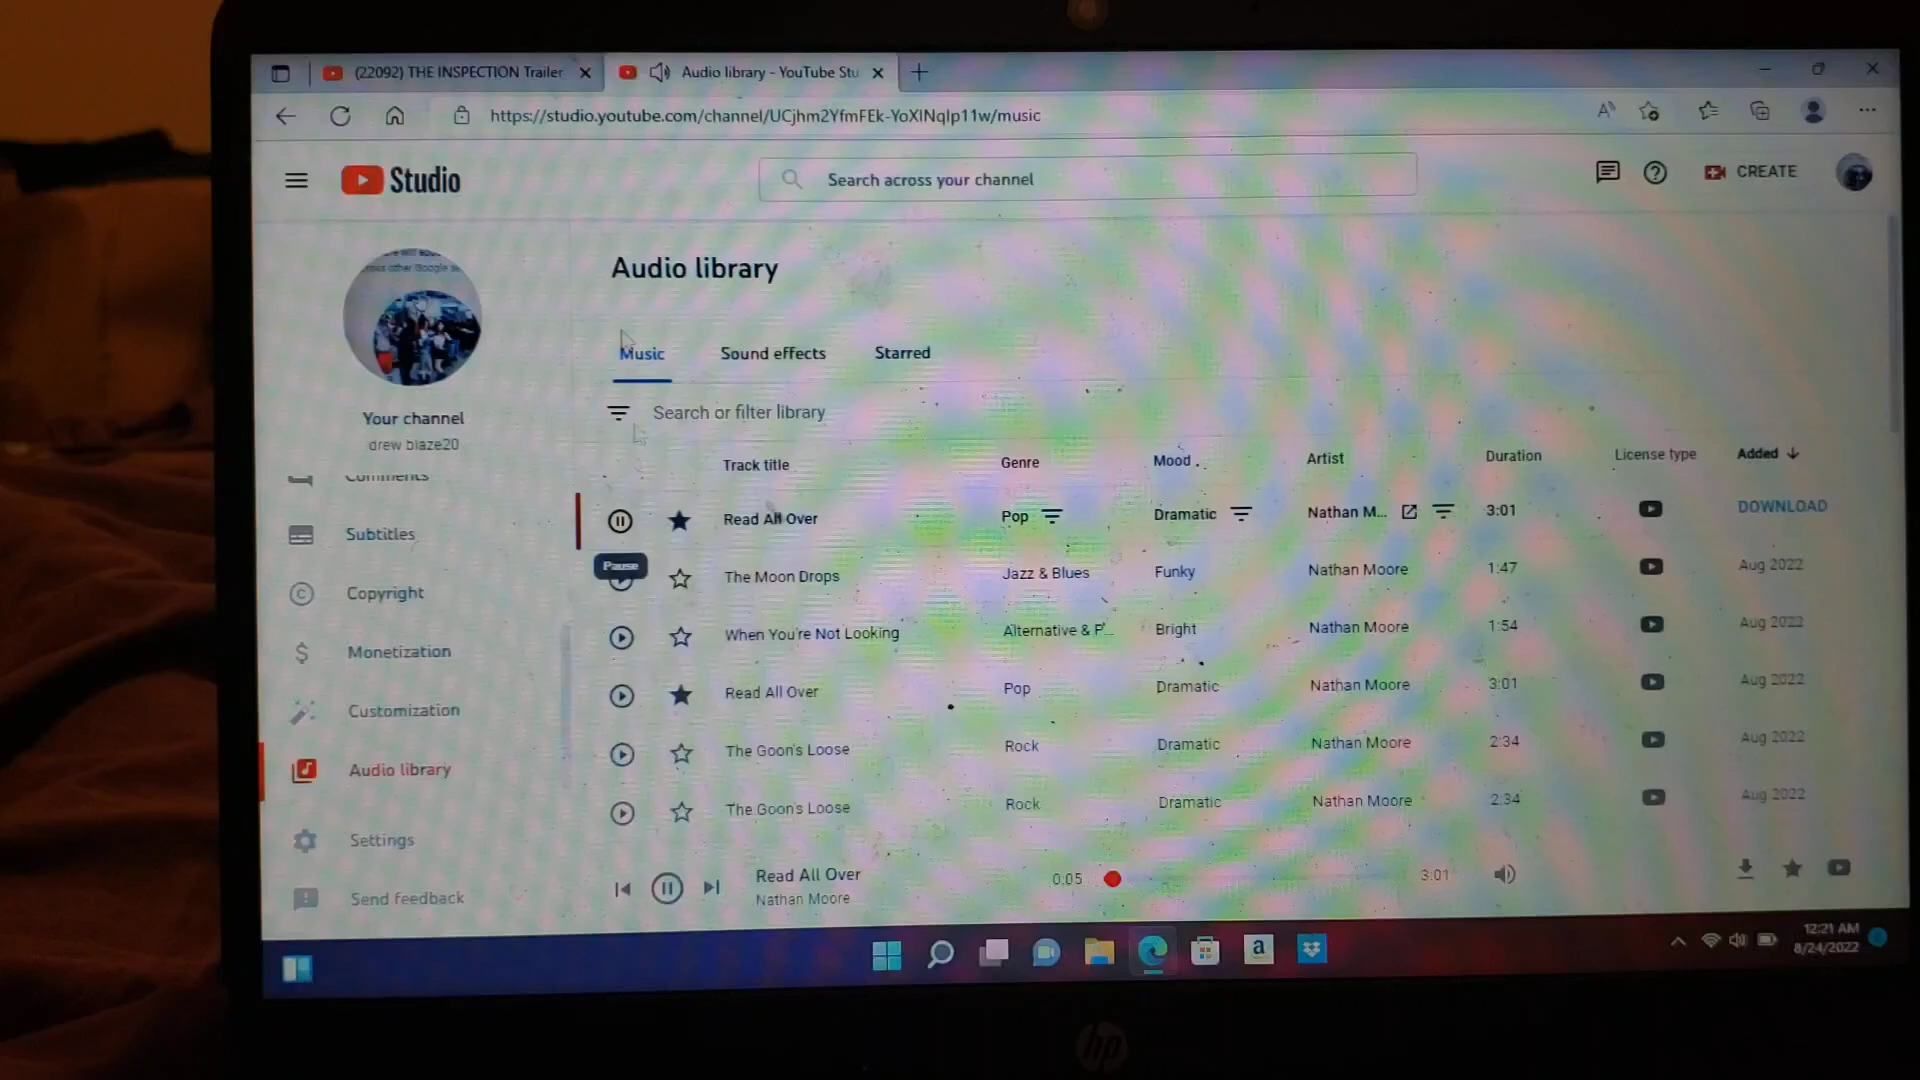 (22092) THE INSPECTION Trailer
Audio library - YouTube Stu
https://studio.youtube.com/channel/UCjhm2YfmFEk-YoXINqIp11w/music
Studio
Search across your channel
CREATE
Audio library
Music Sound effects Starred
Search or filter library
Your channel
drew blaze20
Comments
Subtitles
Copyright
Monetization
Customization
Audio library
Settings
Send feedback
Track title Genre Mood Artist Duration License type Added
Read All Over Pop Dramatic Nathan M... 3:01 DOWNLOAD
Pause
The Moon Drops Jazz & Blues Funky Nathan Moore 1:47 Aug 2022
When You're Not Looking Alternative & P... Bright Nathan Moore 1:54 Aug 2022
Read All Over Pop Dramatic Nathan Moore 3:01 Aug 2022
The Goon's Loose Rock Dramatic Nathan Moore 2:34 Aug 2022
The Goon's Loose Rock Dramatic Nathan Moore 2:34 Aug 2022
Read All Over 0:05 3:01
Nathan Moore
12:21 AM
8/24/2022
hp